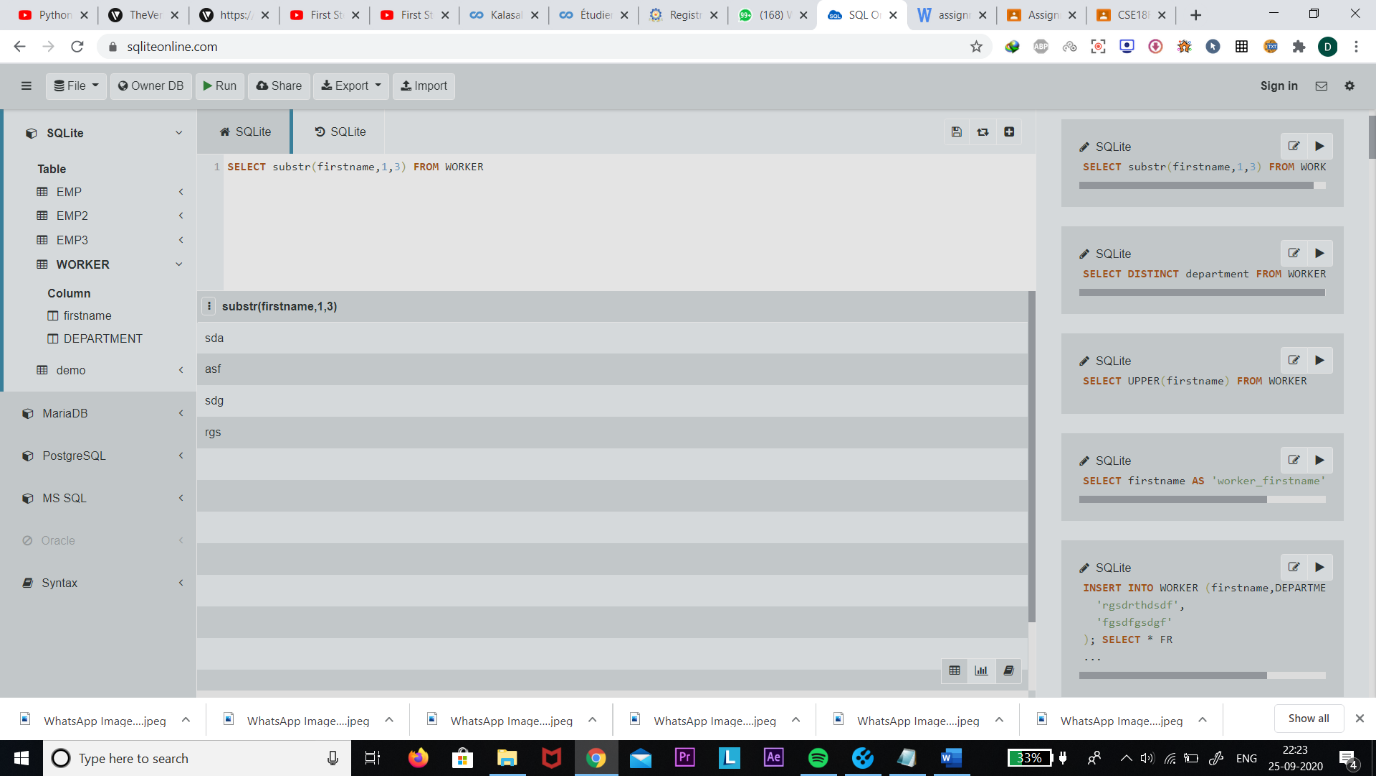 Python
TheVer
https:/
First St
First St
Kalasal
Étudier
Registr
(168) W
SQL O
assignn
Assign
CSE18
sqliteonline.com
ABP
D
File
Owner DB
Run
Share
Export
Import
Sign in
SQLite
SQLite
SQLite
Table
EMP
EMP2
EMP3
WORKER
Column
firstname
DEPARTMENT
demo
MariaDB
PostgreSQL
MS SQL
Oracle
Syntax
1 SELECT substr(firstname,1,3) FROM WORKER
substr(firstname,1,3)
sda
asf
sdg
rgs
SQLite
SELECT substr(firstname,1,3) FROM WORK
SQLite
SELECT DISTINCT department FROM WORKER
SQLite
SELECT UPPER(firstname) FROM WORKER
SQLite
SELECT firstname AS 'worker_firstname'
SQLite
INSERT INTO WORKER (firstname,DEPARTME
'rgsdrthdsdf',
'fgsdfgsdgf'
); SELECT * FR
...
WhatsApp Image....jpeg
WhatsApp Image....jpeg
WhatsApp Image....jpeg
WhatsApp Image....jpeg
WhatsApp Image....jpeg
WhatsApp Image....jpeg
Show all
Type here to search
Pr
L
Ae
W
33%
ENG
22:23
25-09-2020
4